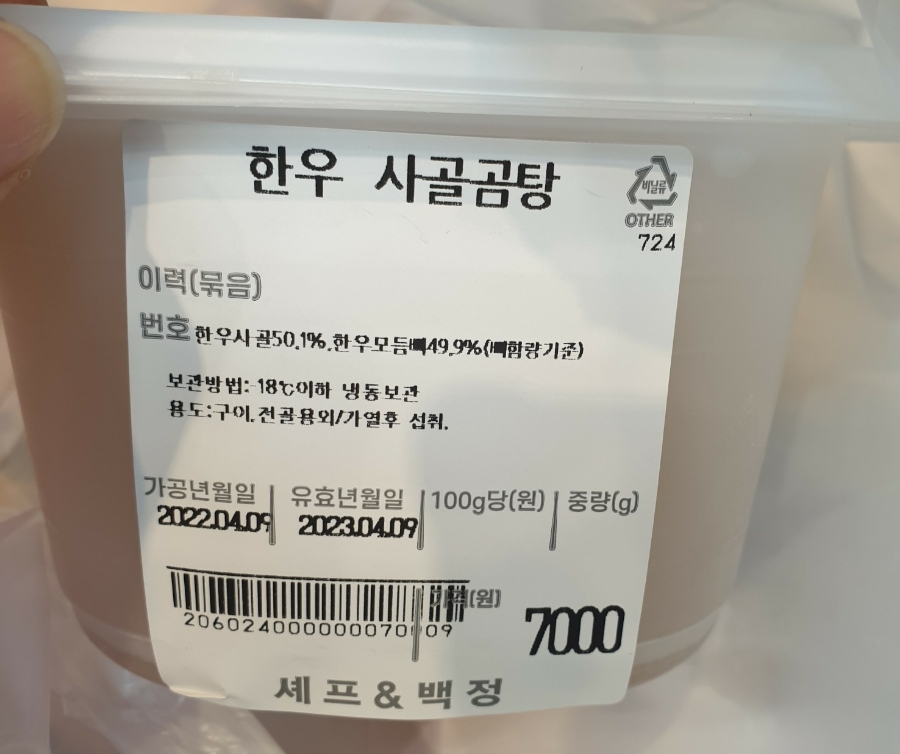 한우 사골곰탕
비닐류
OTHER
724
이력(묶음)
번호 한우사골50.1%,한우모듬뼈49.9%(뼈함량기준)
보관방법:-18℃이하 냉동보관
용도:구이,전골용외/가열후 섭취.
가공년월일 유효년월일 100g당(원) 중량(g)
2022.04.09 2023.04.09
가격(원)
7000
셰프&백정